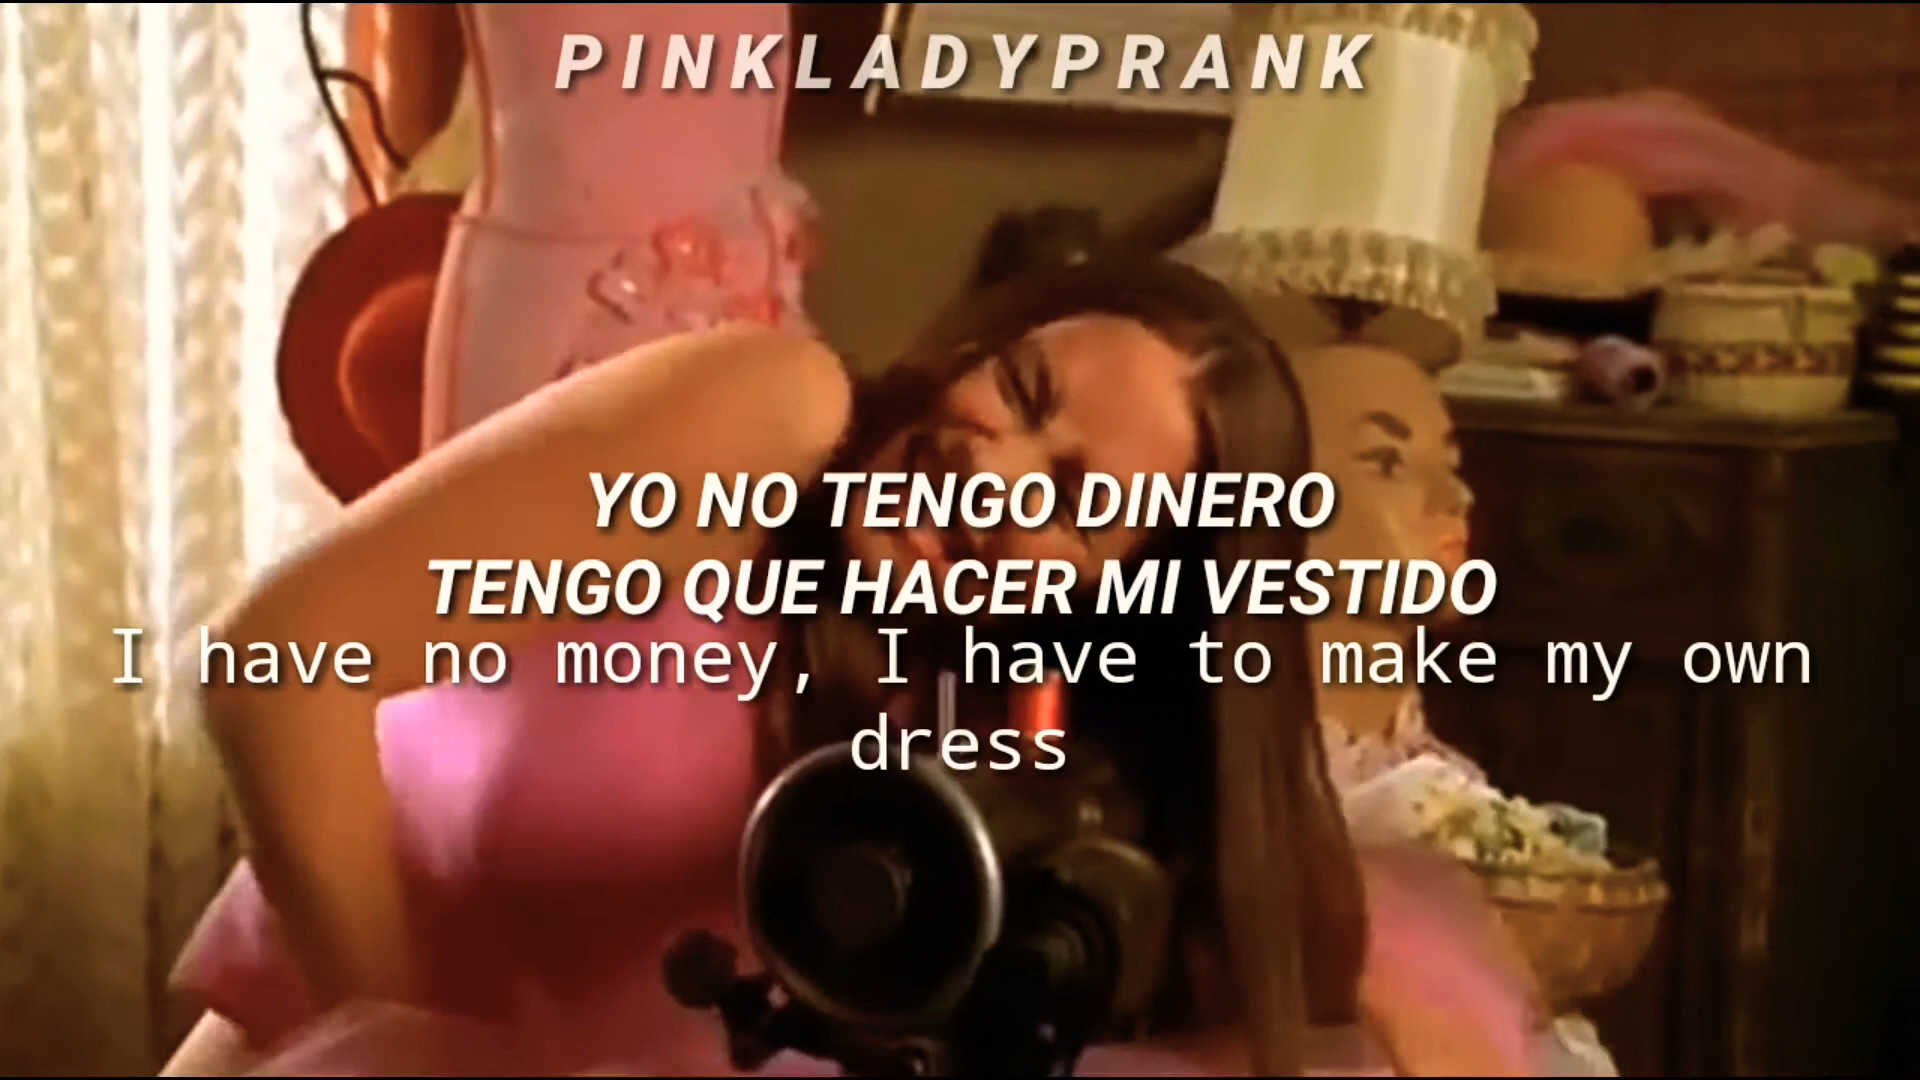 PINKLADYPRANK
YO NO TENGO DINERO
TENGO QUE HACER MI VESTIDO
I have no money, I have to make my own
dress